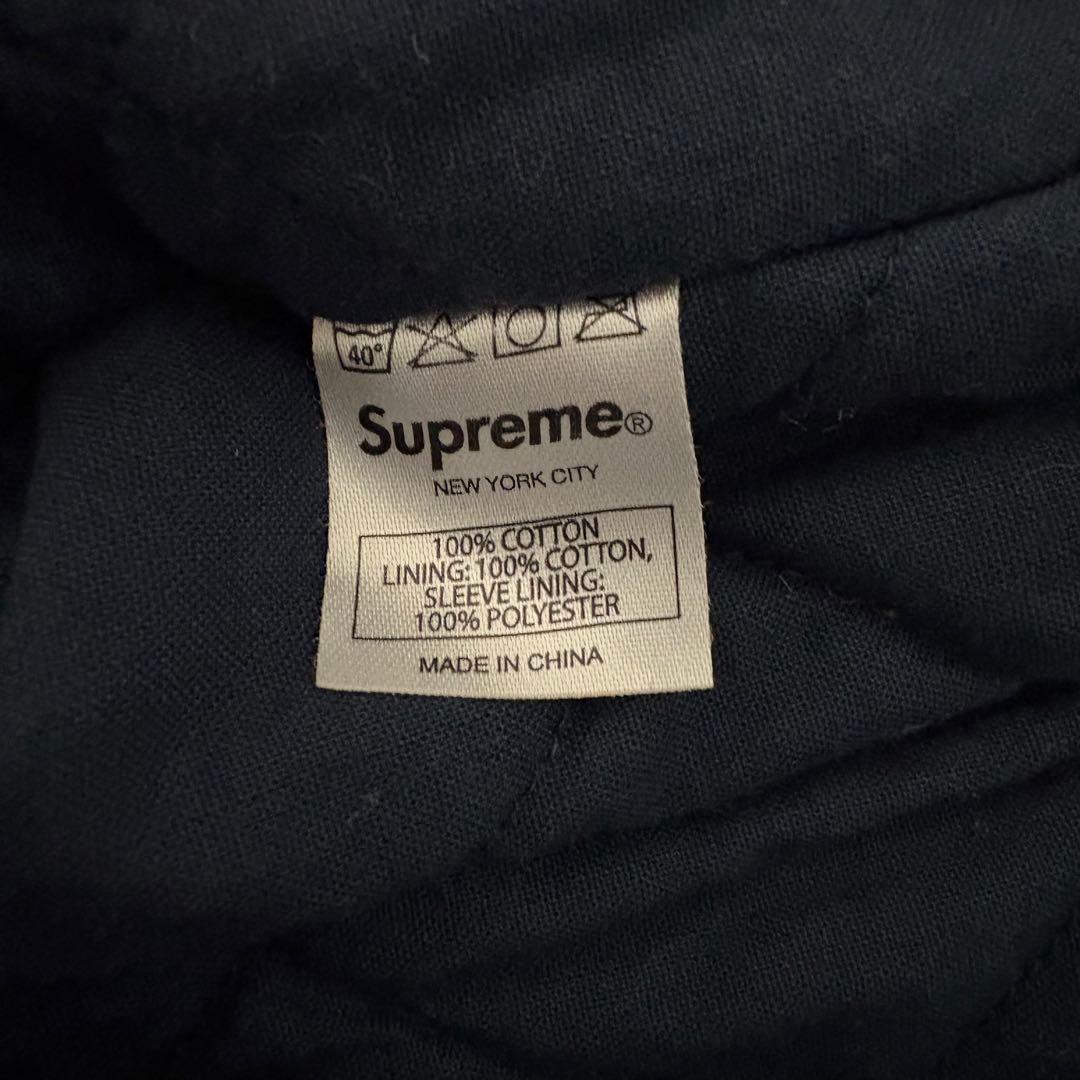 40°
Supreme®
NEW YORK CITY
100% COTTON
LINING: 100% COTTON,
SLEEVE LINING:
100% POLYESTER
MADE IN CHINA